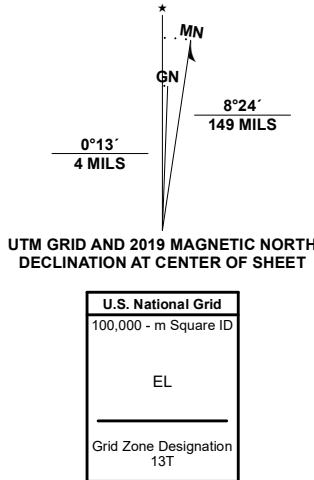 ★
MN
GN
8°24´
149 MILS
0°13´
4 MILS
UTM GRID AND 2019 MAGNETIC NORTH
DECLINATION AT CENTER OF SHEET
U.S. National Grid
100,000 - m Square ID
EL
Grid Zone Designation
13T